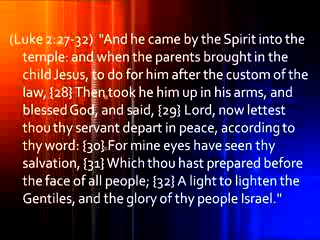 (Luke 2:27-32)  "And he came by the Spirit into the
temple: and when the parents brought in the
child Jesus, to do for him after the custom of the
law, {28} Then took he him up in his arms, and
blessed God, and said, {29} Lord, now lettest
thou thy servant depart in peace, according to
thy word: {30} For mine eyes have seen thy
salvation, {31} Which thou hast prepared before
the face of all people; {32} A light to lighten the
Gentiles, and the glory of thy people Israel."